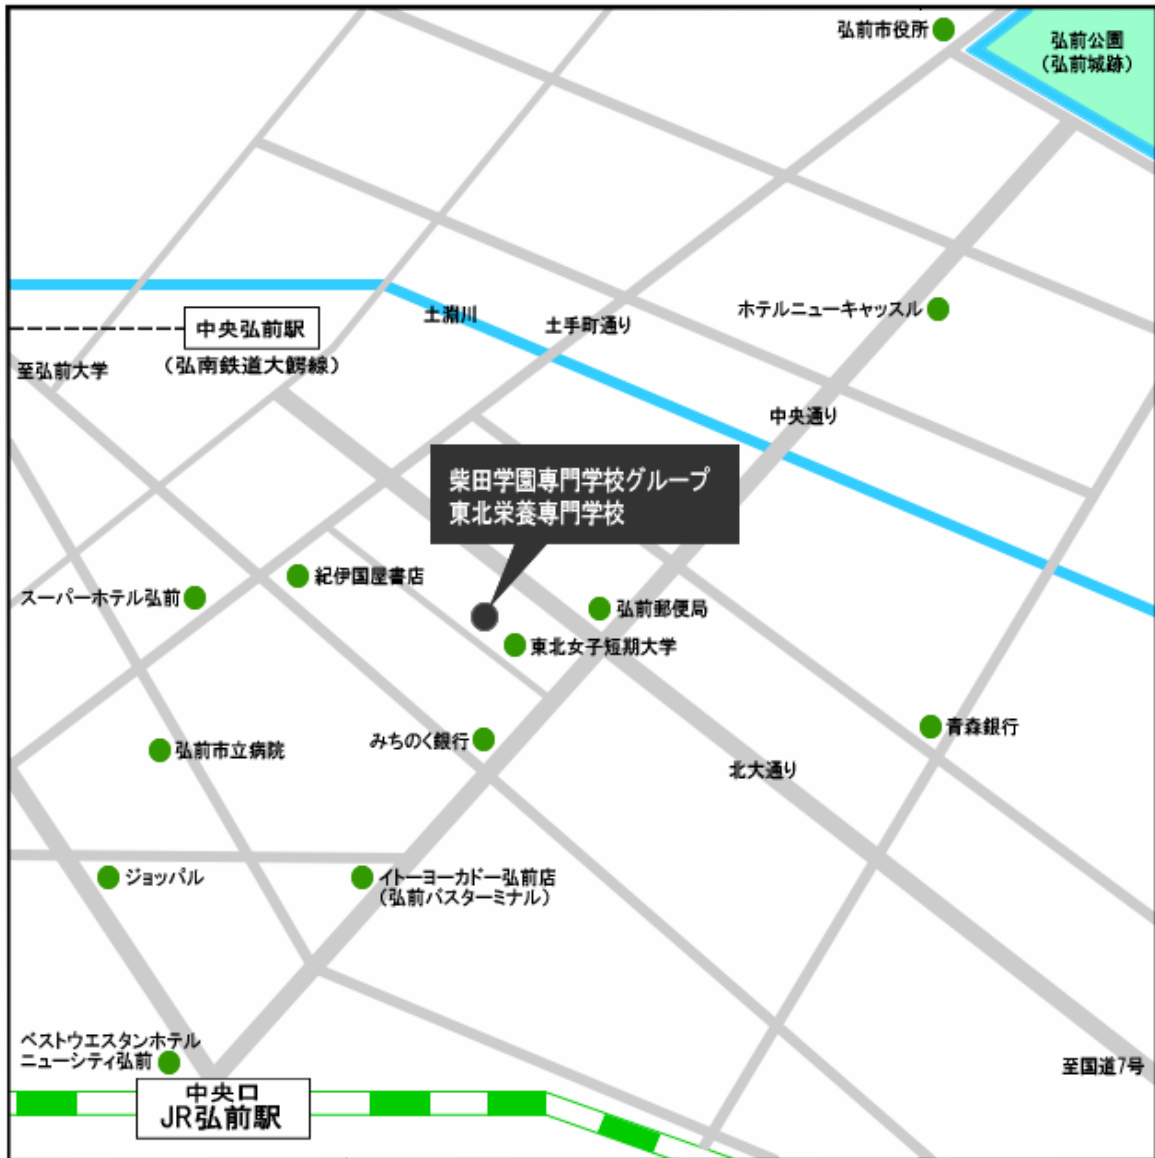 弘前市役所
弘前公園
(弘前城跡)
ホテルニューキャッスル
中央弘前駅
(弘南鉄道大鰐線)
土淵川
土手町通り
至弘前大学
中央通り
柴田学園専門学校グループ
東北栄養専門学校
紀伊国屋書店
スーパーホテル弘前
弘前郵便局
東北女子短期大学
青森銀行
みちのく銀行
弘前市立病院
北大通り
ジョッパル
イトーヨーカドー弘前店
(弘前バスターミナル)
ベストウエスタンホテル
ニューシティ弘前
至国道7号
中央口
JR弘前駅